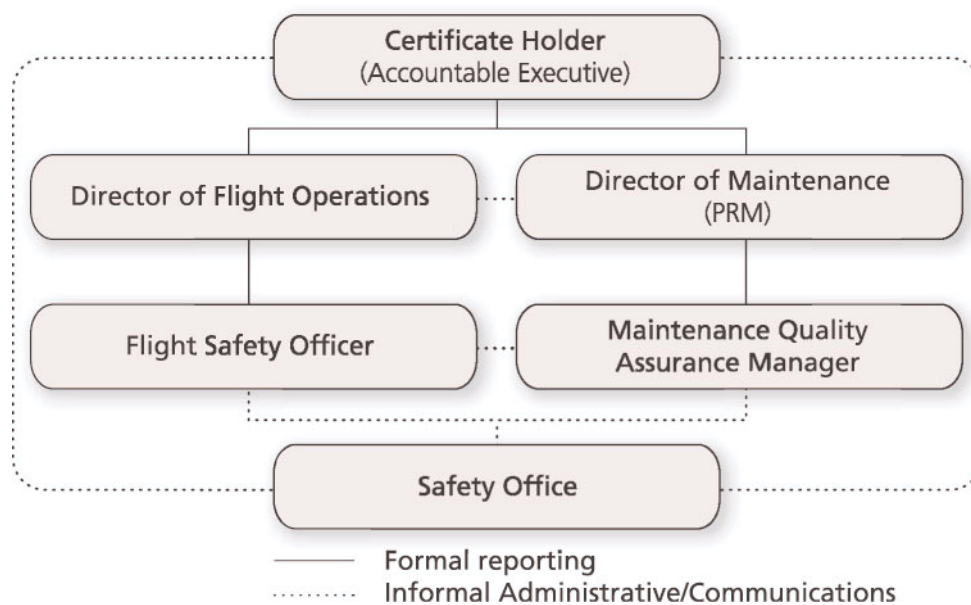 Certificate Holder
(Accountable Executive)
Director of Flight Operations
Director of Maintenance
(PRM)
Flight Safety Officer
Maintenance Quality
Assurance Manager
Safety Office
Formal reporting
Informal Administrative/Communications